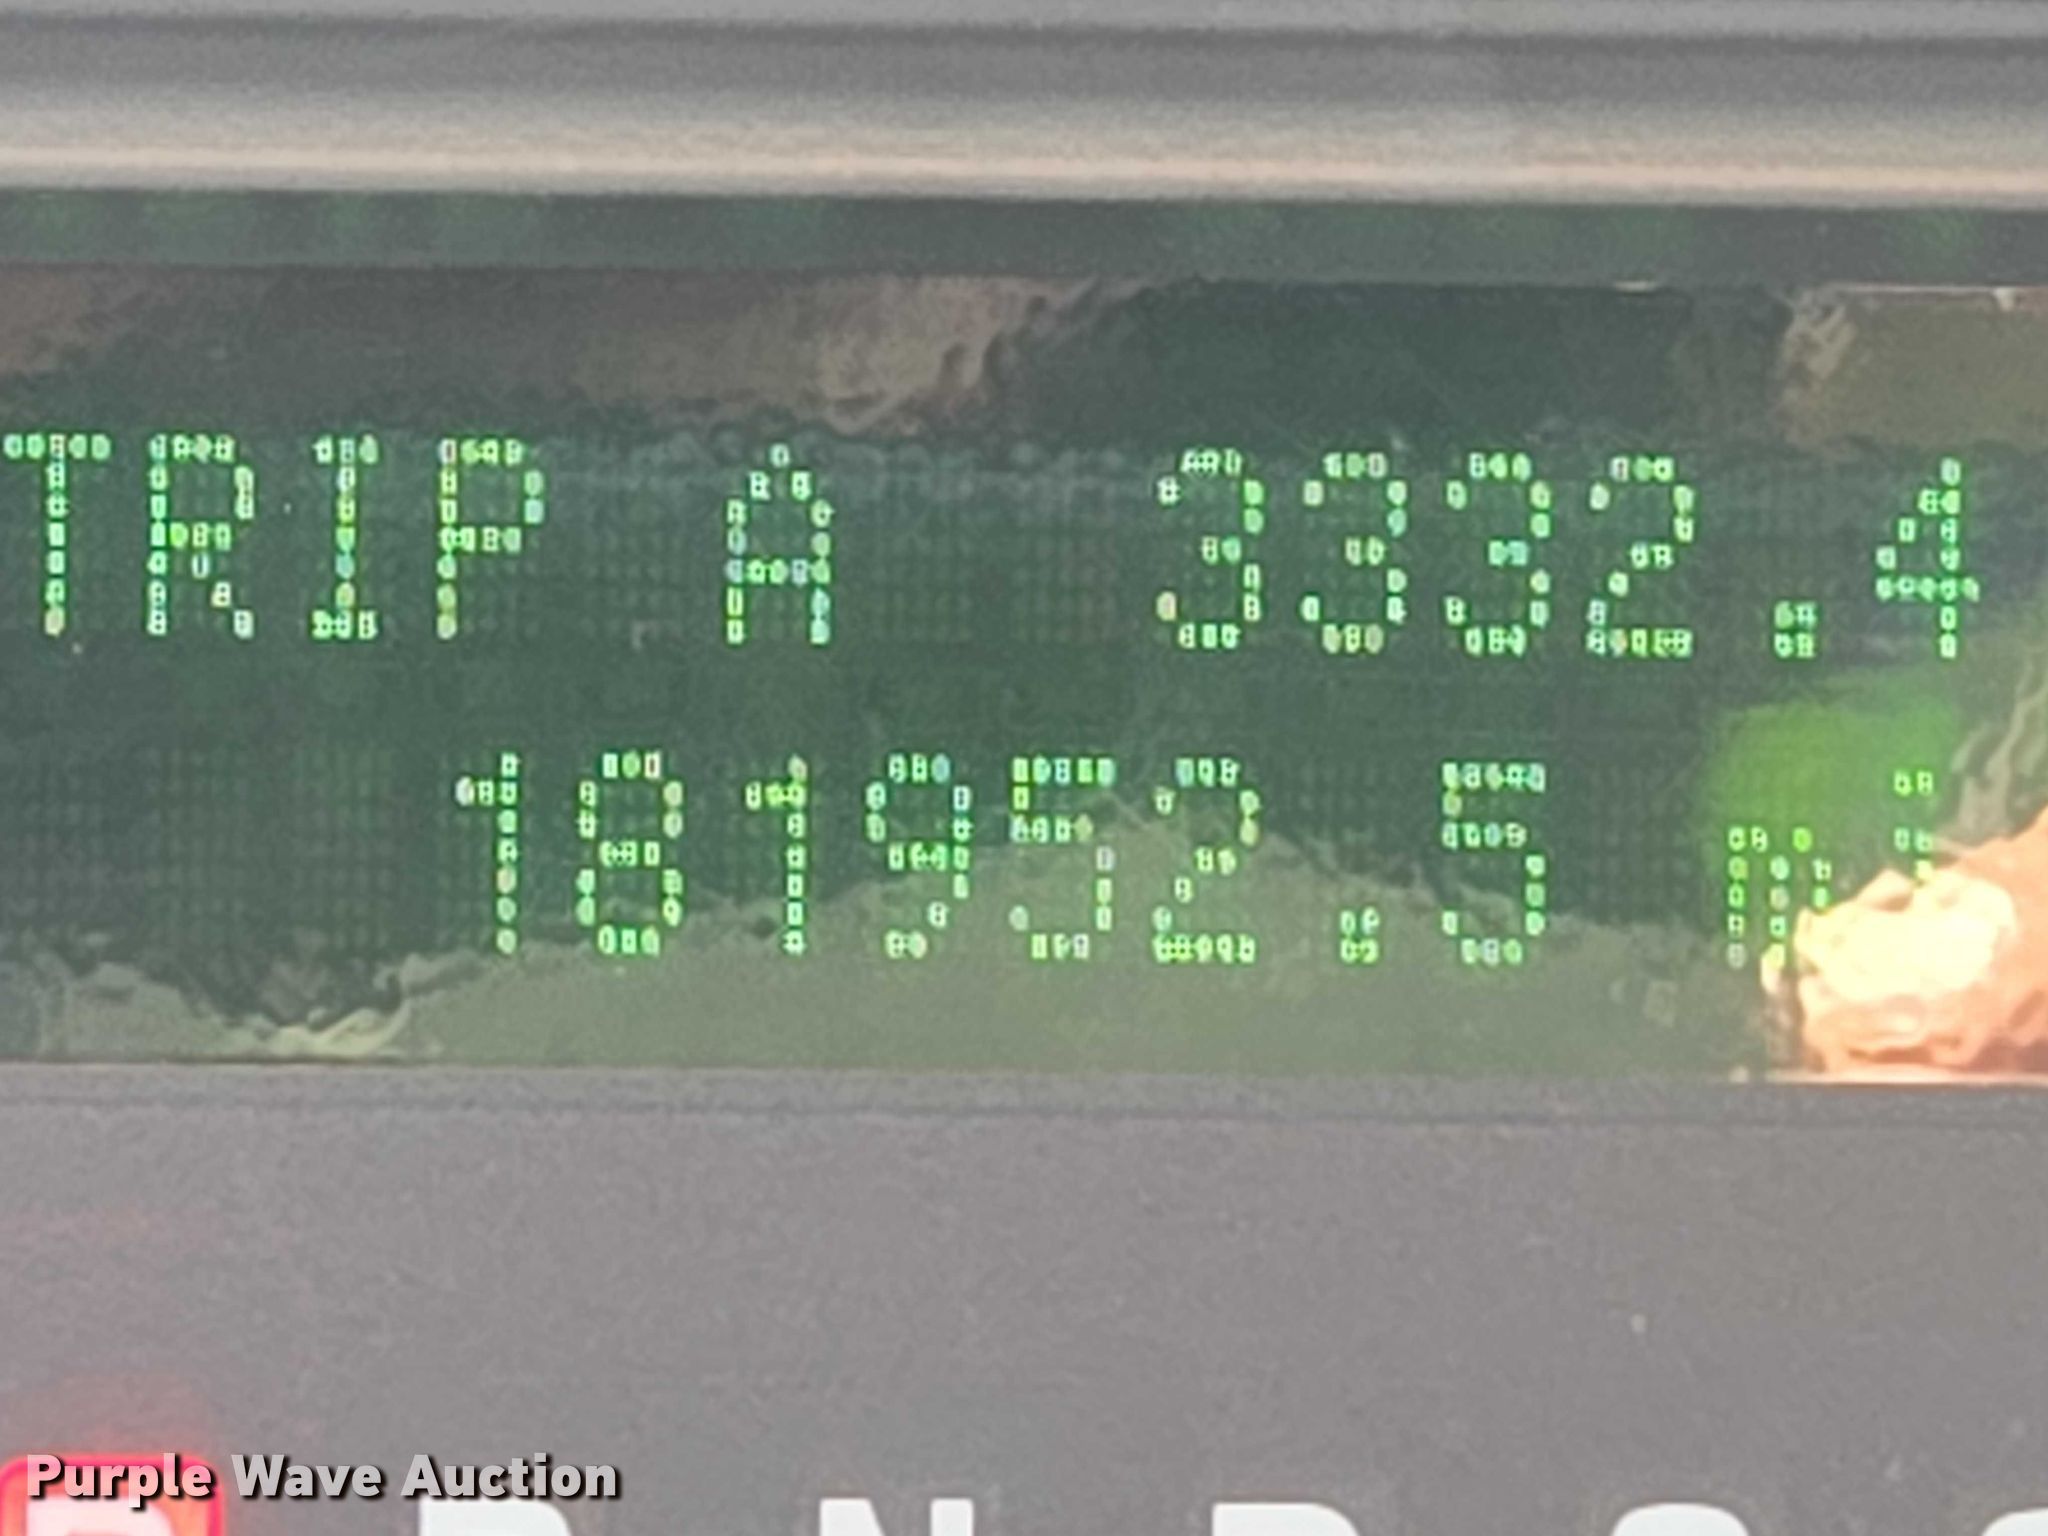 TRIP A 3332.4
181952.5 mi
Purple Wave Auction
P R N D